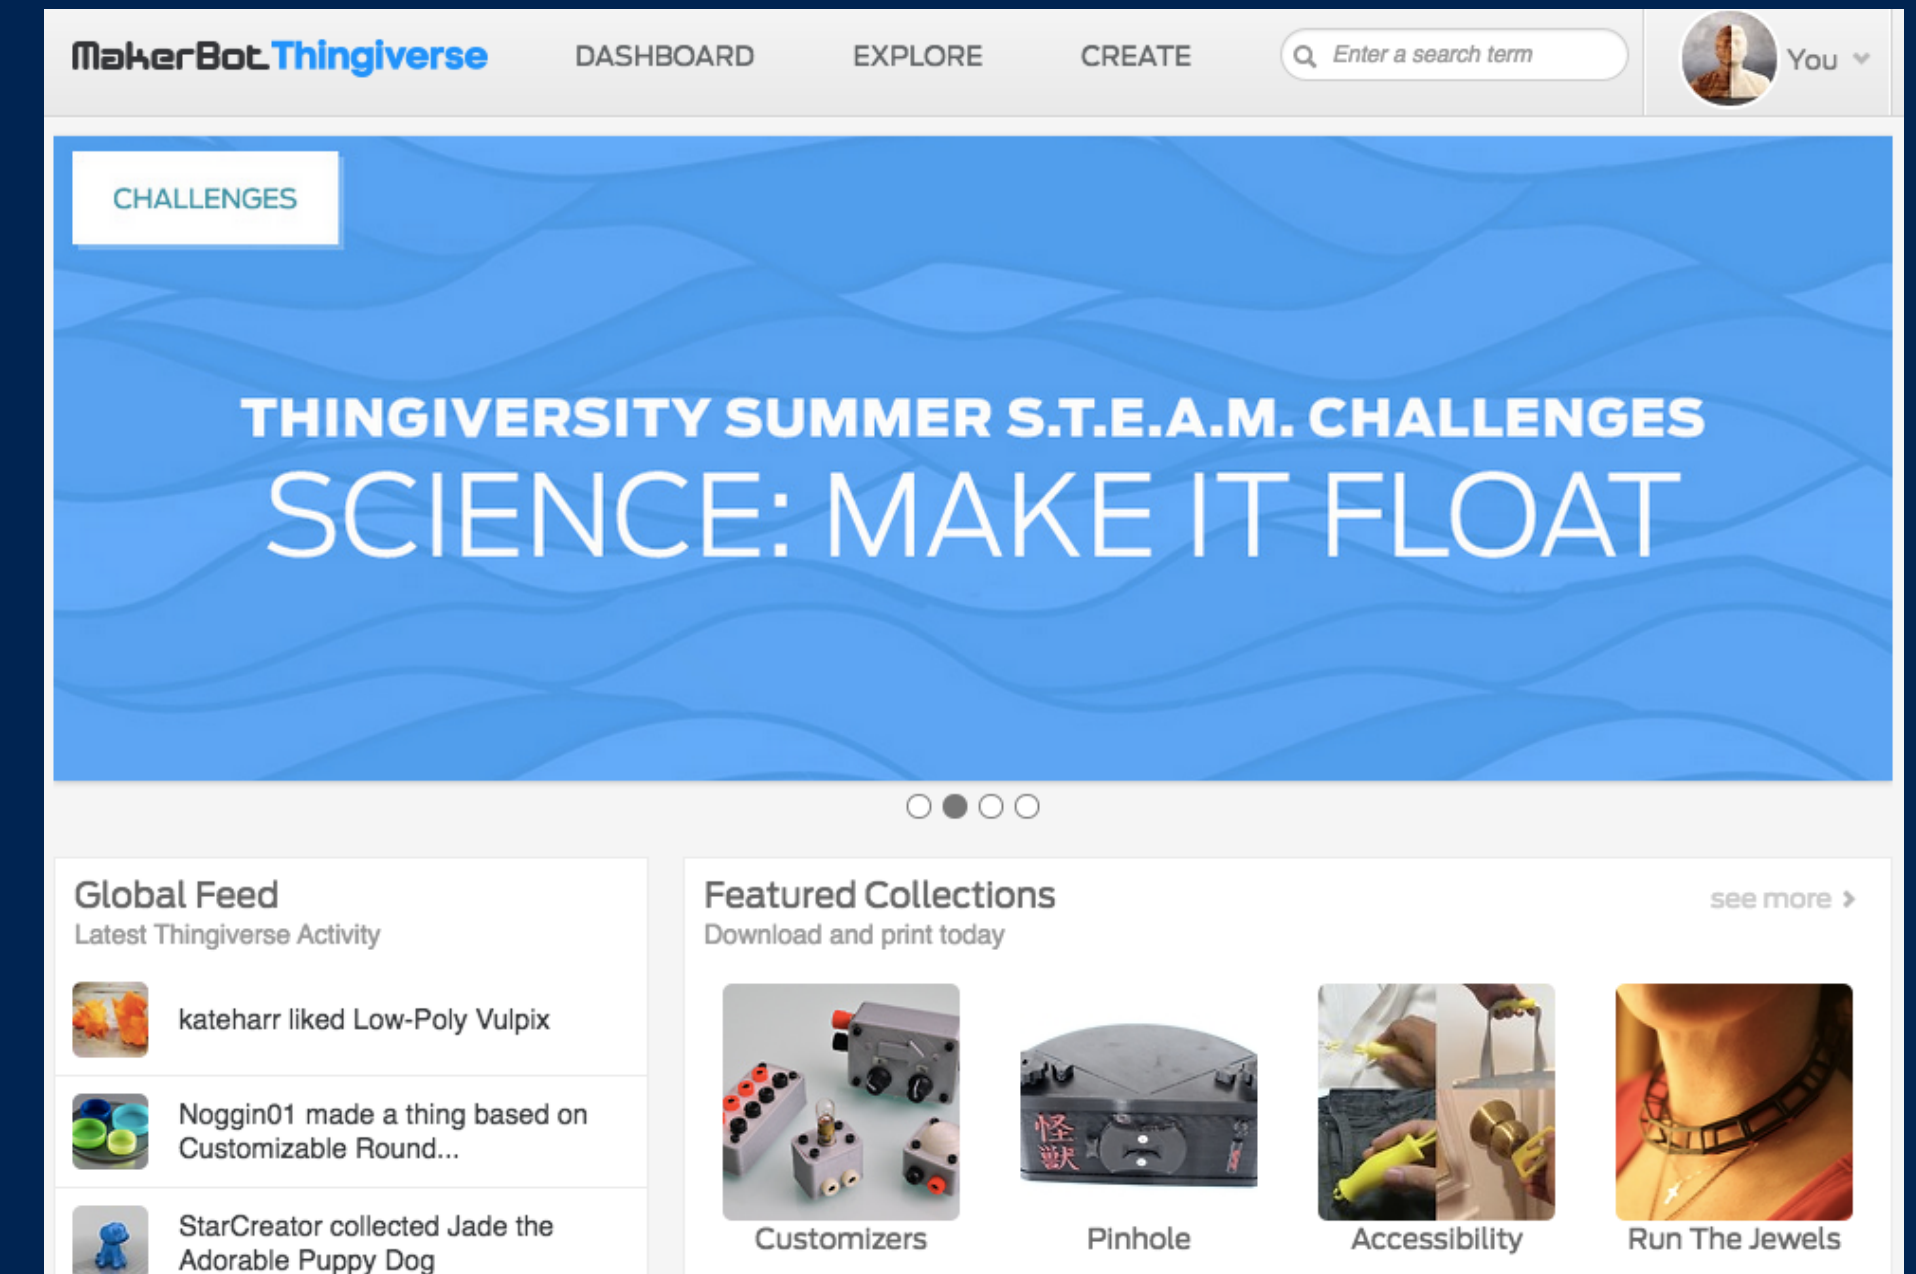 MakerBot Thingiverse
DASHBOARD
EXPLORE
CREATE
Enter a search term
You
CHALLENGES
THINGIVERSITY SUMMER S.T.E.A.M. CHALLENGES
SCIENCE: MAKE IT FLOAT
Global Feed
Latest Thingiverse Activity
kateharr liked Low-Poly Vulpix
Noggin01 made a thing based on
Customizable Round...
StarCreator collected Jade the
Adorable Puppy Dog
Featured Collections
see more
Download and print today
怪
獣
Customizers
Pinhole
Accessibility
Run The Jewels